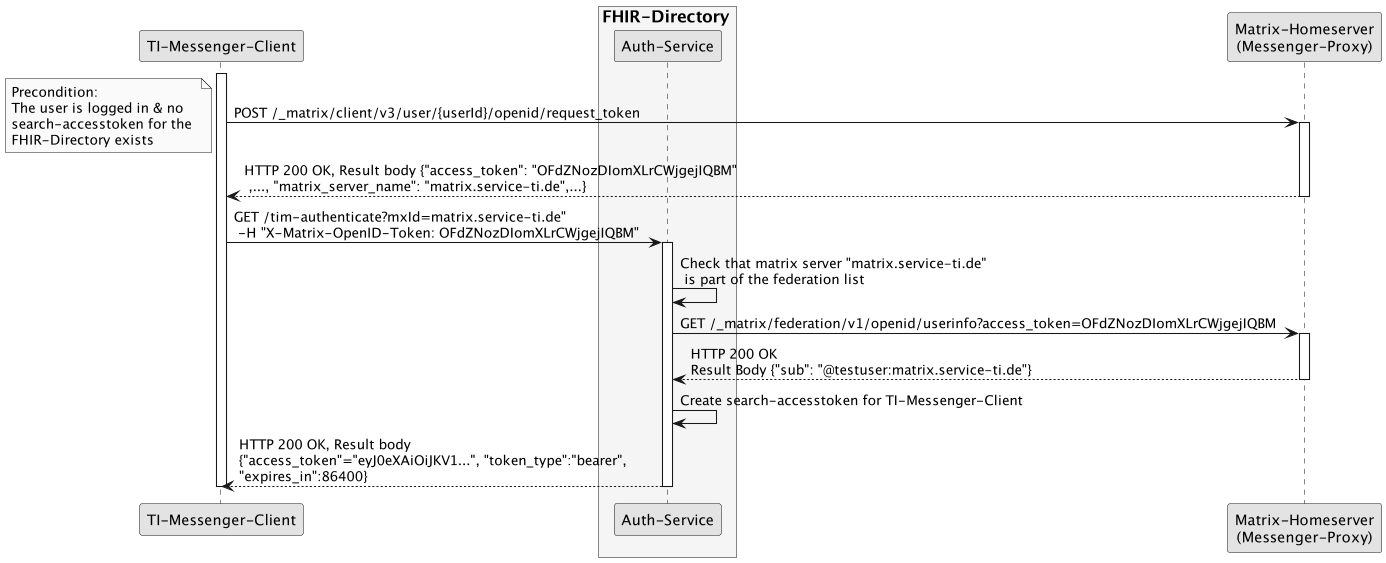 FHIR-Directory
TI-Messenger-Client
Auth-Service
Matrix-Homeserver
(Messenger-Proxy)
Precondition:
The user is logged in & no
search-accesstoken for the
FHIR-Directory exists
POST /_matrix/client/v3/user/{userId}/openid/request_token
HTTP 200 OK, Result body {"access_token": "OFdZNozDIomXLrCWjgejIQBM"
,..., "matrix_server_name": "matrix.service-ti.de",...}
GET /tim-authenticate?mxId=matrix.service-ti.de"
-H "X-Matrix-OpenID-Token: OFdZNozDIomXLrCWjgejIQBM"
Check that matrix server "matrix.service-ti.de"
is part of the federation list
GET /_matrix/federation/v1/openid/userinfo?access_token=OFdZNozDIomXLrCWjgejIQBM
HTTP 200 OK
Result Body {"sub": "@testuser:matrix.service-ti.de"}
Create search-accesstoken for TI-Messenger-Client
HTTP 200 OK, Result body
{"access_token"="eyJ0eXAiOiJKV1...", "token_type":"bearer",
"expires_in":86400}
TI-Messenger-Client
Auth-Service
Matrix-Homeserver
(Messenger-Proxy)